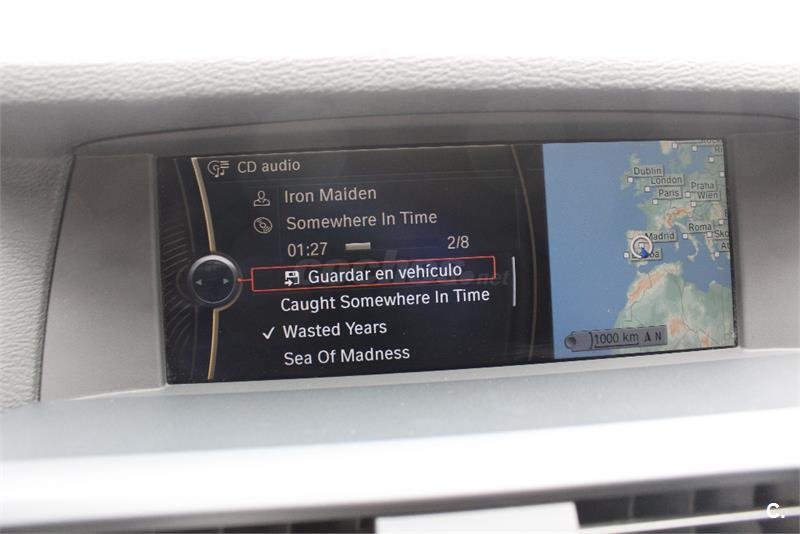 CD audio
Iron Maiden
Somewhere In Time
01:27 2/8
Guardar en vehículo
Caught Somewhere In Time
✓ Wasted Years
Sea Of Madness
Dublin
London
Praha
Paris
Wien
Roma
Madrid
1000 km N
.net
c.